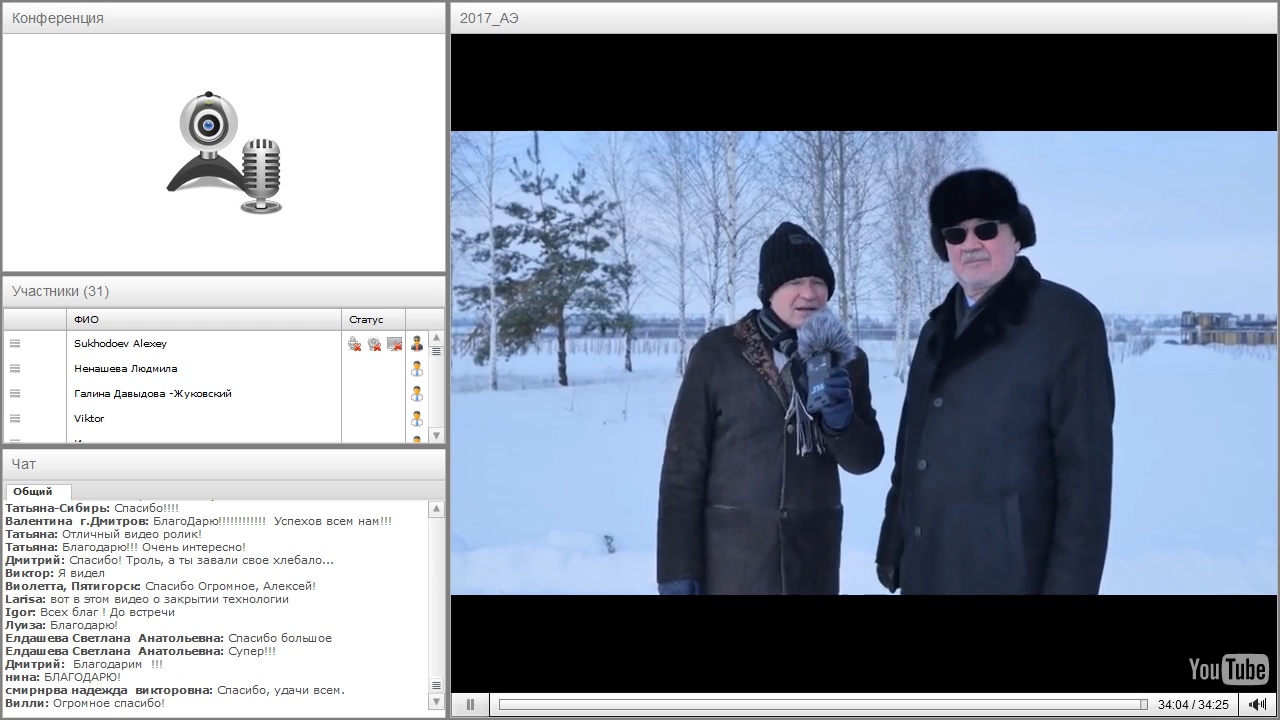 Конференция
2017_АЭ
Участники (31)
ФИО Статус
Sukhodoev Alexey
Ненашева Людмила
Галина Давыдова -Жуковский
Viktor
Чат
Общий
Татьяна-Сибирь: Спасибо!!!!
Валентина г.Дмитров: БлагоДарю!!!!!!!!!!!! Успехов всем нам!!!
Татьяна: Отличный видео ролик!
Татьяна: Благодарю!!! Очень интересно!
Дмитрий: Спасибо! Троль, а ты завали свое хлебало...
Виктор: Я видел
Виолетта, Пятигорск: Спасибо Огромное, Алексей!
Larisa: вот в этом видео о закрытии технологии
Igor: Всех благ ! До встречи
Луиза: Благодарю!
Елдашева Светлана Анатольевна: Спасибо большое
Елдашева Светлана Анатольевна: Супер!!!
Дмитрий: Благодарим !!!
нина: БЛАГОДАРЮ!
смирнрва надежда викторовна: Спасибо, удачи всем.
Вилли: Огромное спасибо!
YouTube
34:04 / 34:25